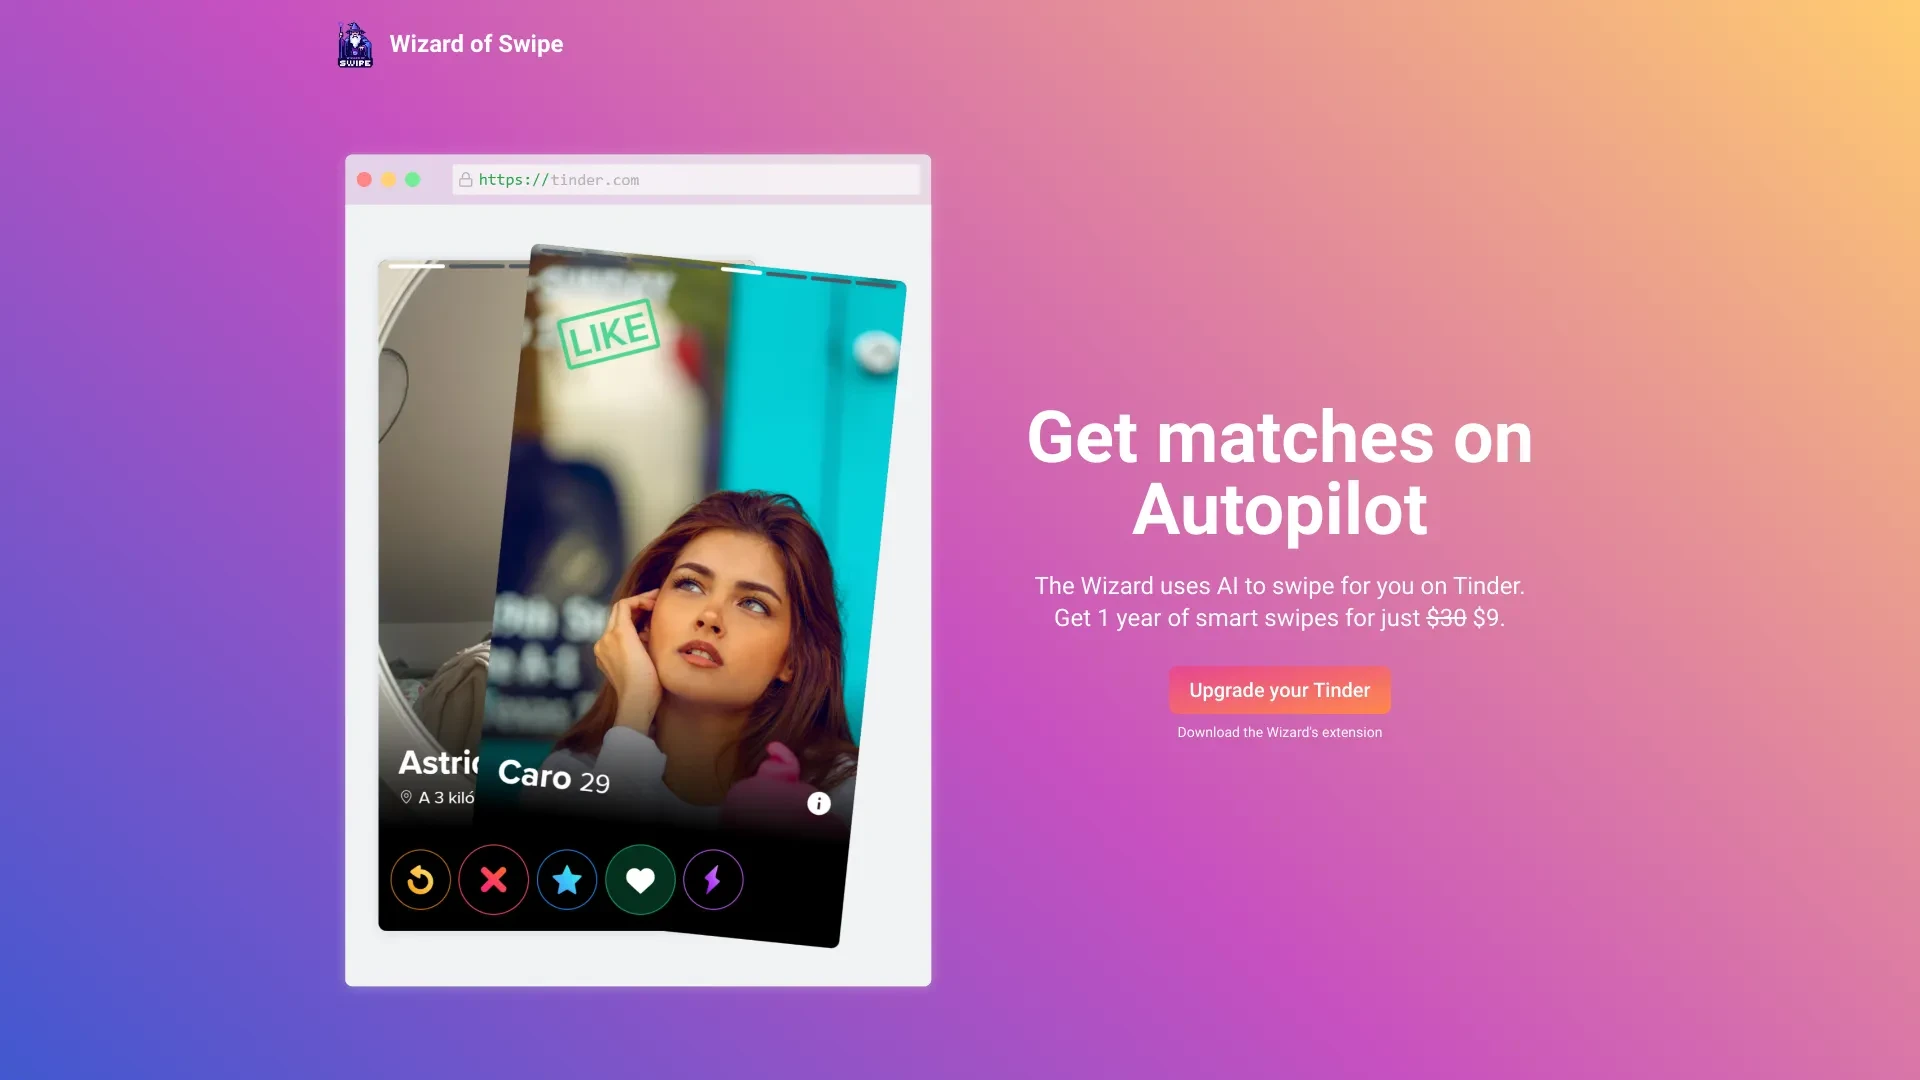 SWIPE
Wizard of Swipe
https://tinder.com
LIKE
Astri
A 3 kiló
Caro 29
Get matches on
Autopilot
The Wizard uses AI to swipe for you on Tinder.
Get 1 year of smart swipes for just $30 $9.
Upgrade your Tinder
Download the Wizard's extension